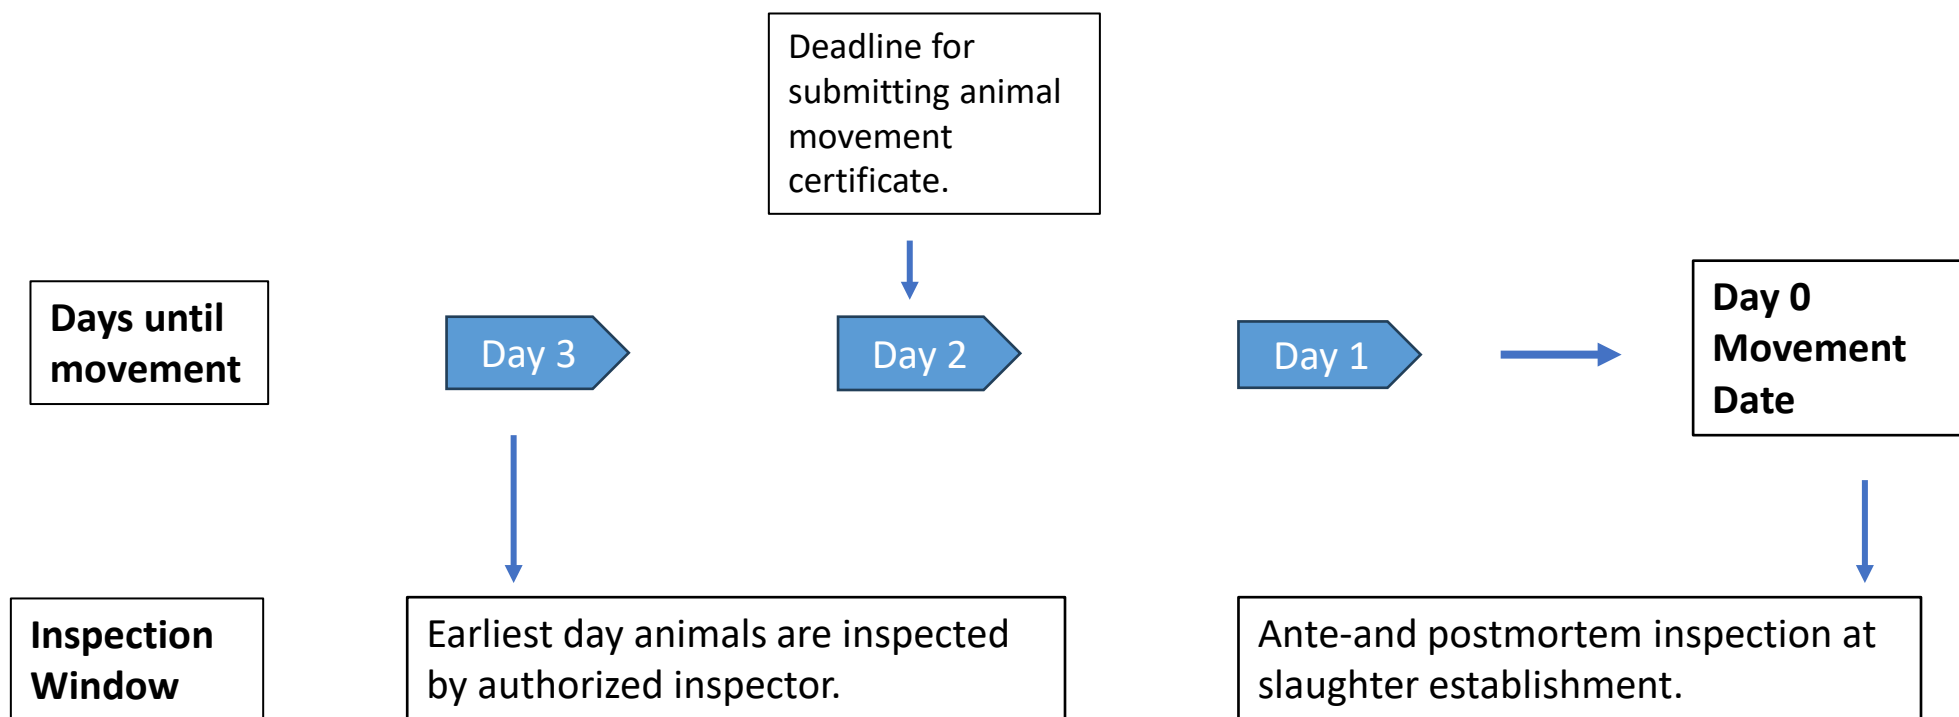 Deadline for
submitting animal
movement
certificate.
Days until
movement
Day 3
Day 2
Day 1
Day 0
Movement
Date
Inspection
Window
Earliest day animals are inspected
by authorized inspector.
Ante-and postmortem inspection at
slaughter establishment.